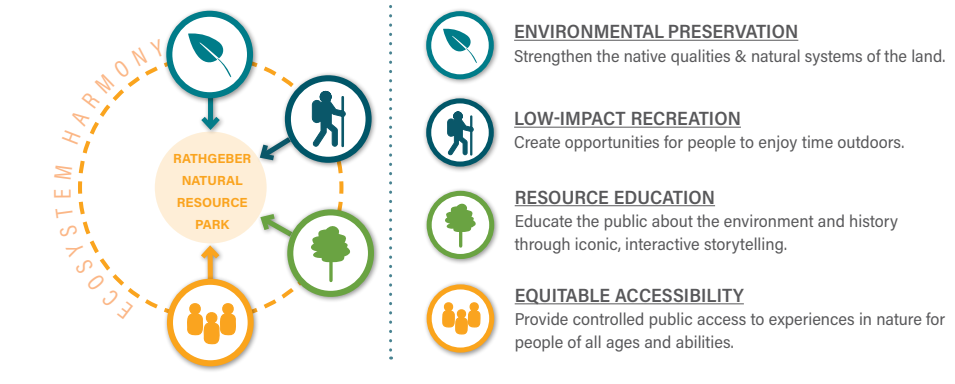 ECOSYSTEM HARMONY
RATHGEBER
NATURAL
RESOURCE
PARK
ENVIRONMENTAL PRESERVATION
Strengthen the native qualities & natural systems of the land.
LOW-IMPACT RECREATION
Create opportunities for people to enjoy time outdoors.
RESOURCE EDUCATION
Educate the public about the environment and history
through iconic, interactive storytelling.
EQUITABLE ACCESSIBILITY
Provide controlled public access to experiences in nature for
people of all ages and abilities.